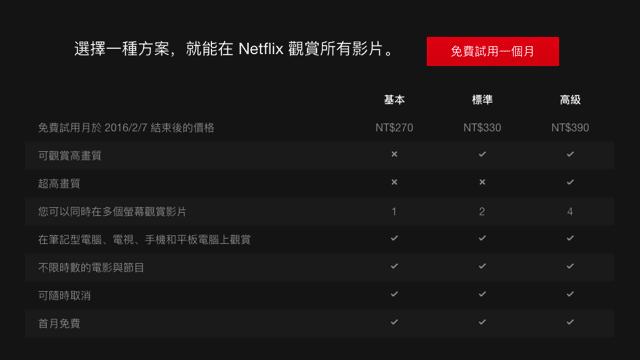 選擇一種方案，就能在 Netflix 觀賞所有影片。 免費試用一個月
基本 標準 高級
免費試用月於 2016/2/7 結束後的價格 NT$270 NT$330 NT$390
可觀賞高畫質 × ✓ ✓
超高畫質 × × ✓
您可以同時在多個螢幕觀賞影片 1 2 4
在筆記型電腦、電視、手機和平板電腦上觀賞 ✓ ✓ ✓
不限時數的電影與節目 ✓ ✓ ✓
可隨時取消 ✓ ✓ ✓
首月免費 ✓ ✓ ✓